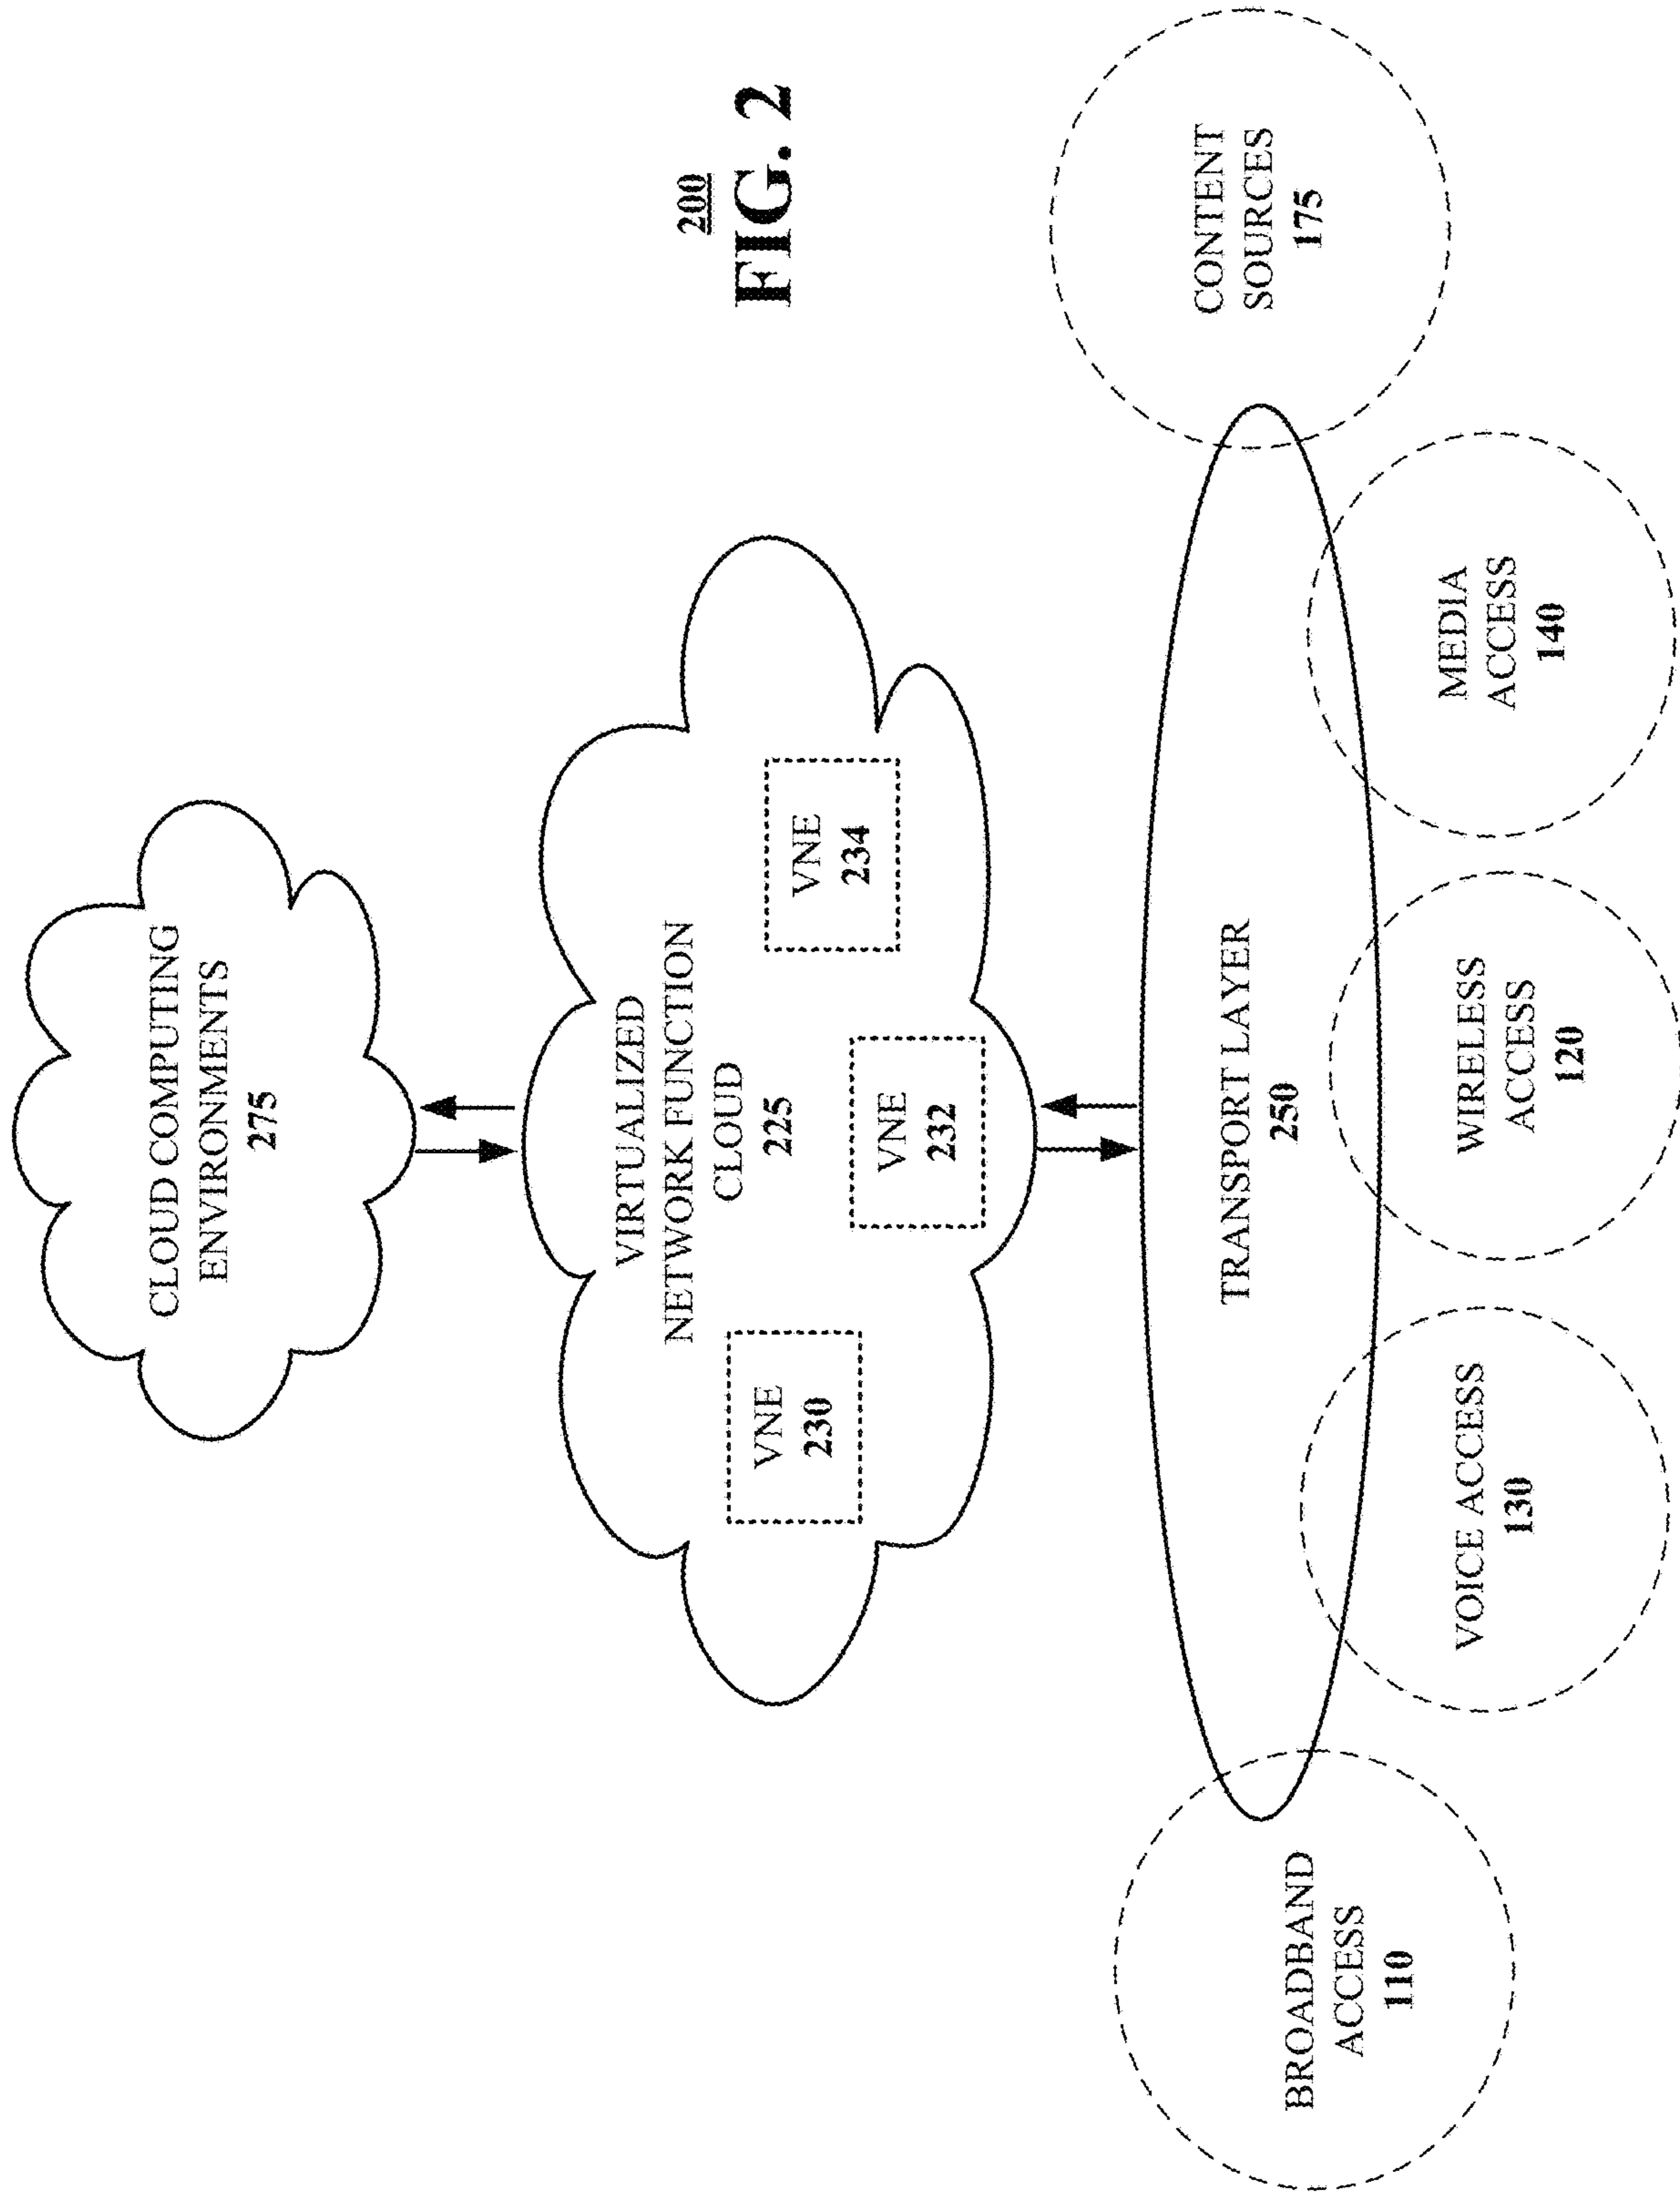 CLOUD COMPUTING
ENVIRONMENTS
275
VIRTUALIZED
NETWORK FUNCTION
CLOUD
225
VNE
230
VNE
232
VNE
234
200
FIG. 2
TRANSPORT LAYER
250
BROADBAND
ACCESS
110
VOICE ACCESS
130
WIRELESS
ACCESS
120
MEDIA
ACCESS
140
CONTENT
SOURCES
175